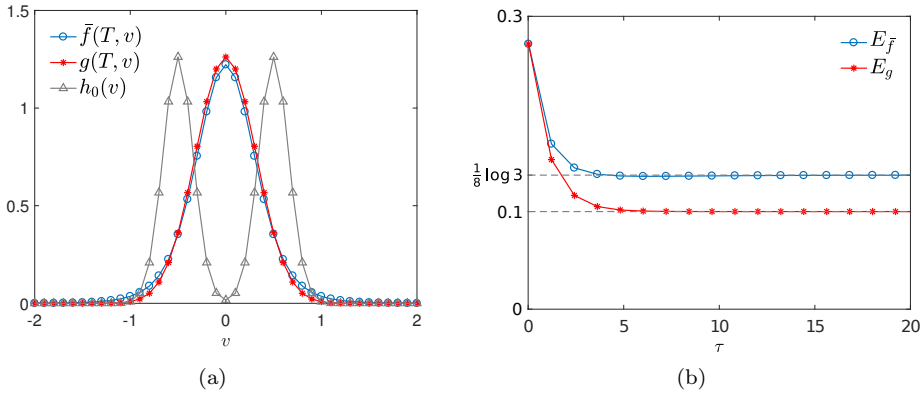 1.5
1
0.5
0
-2 -1 0 1 2
v
f̄(T, v)
g(T, v)
h₀(v)
(a)
0.3
⅛ log 3
0.1
0
0 5 10 15 20
τ
E_f̄
E_g
(b)